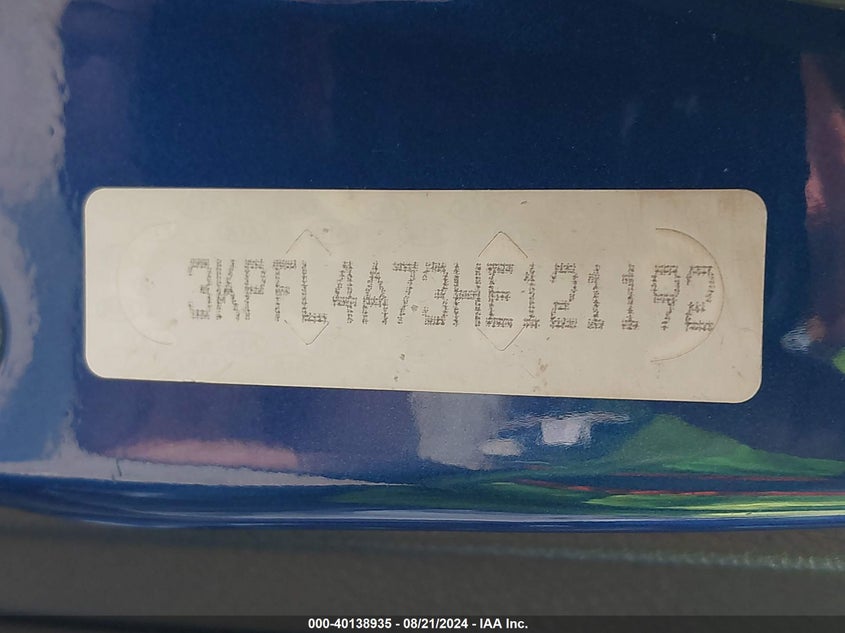 3KPFL4A73HE121192
000-40138935 - 08/21/2024 - IAA Inc.